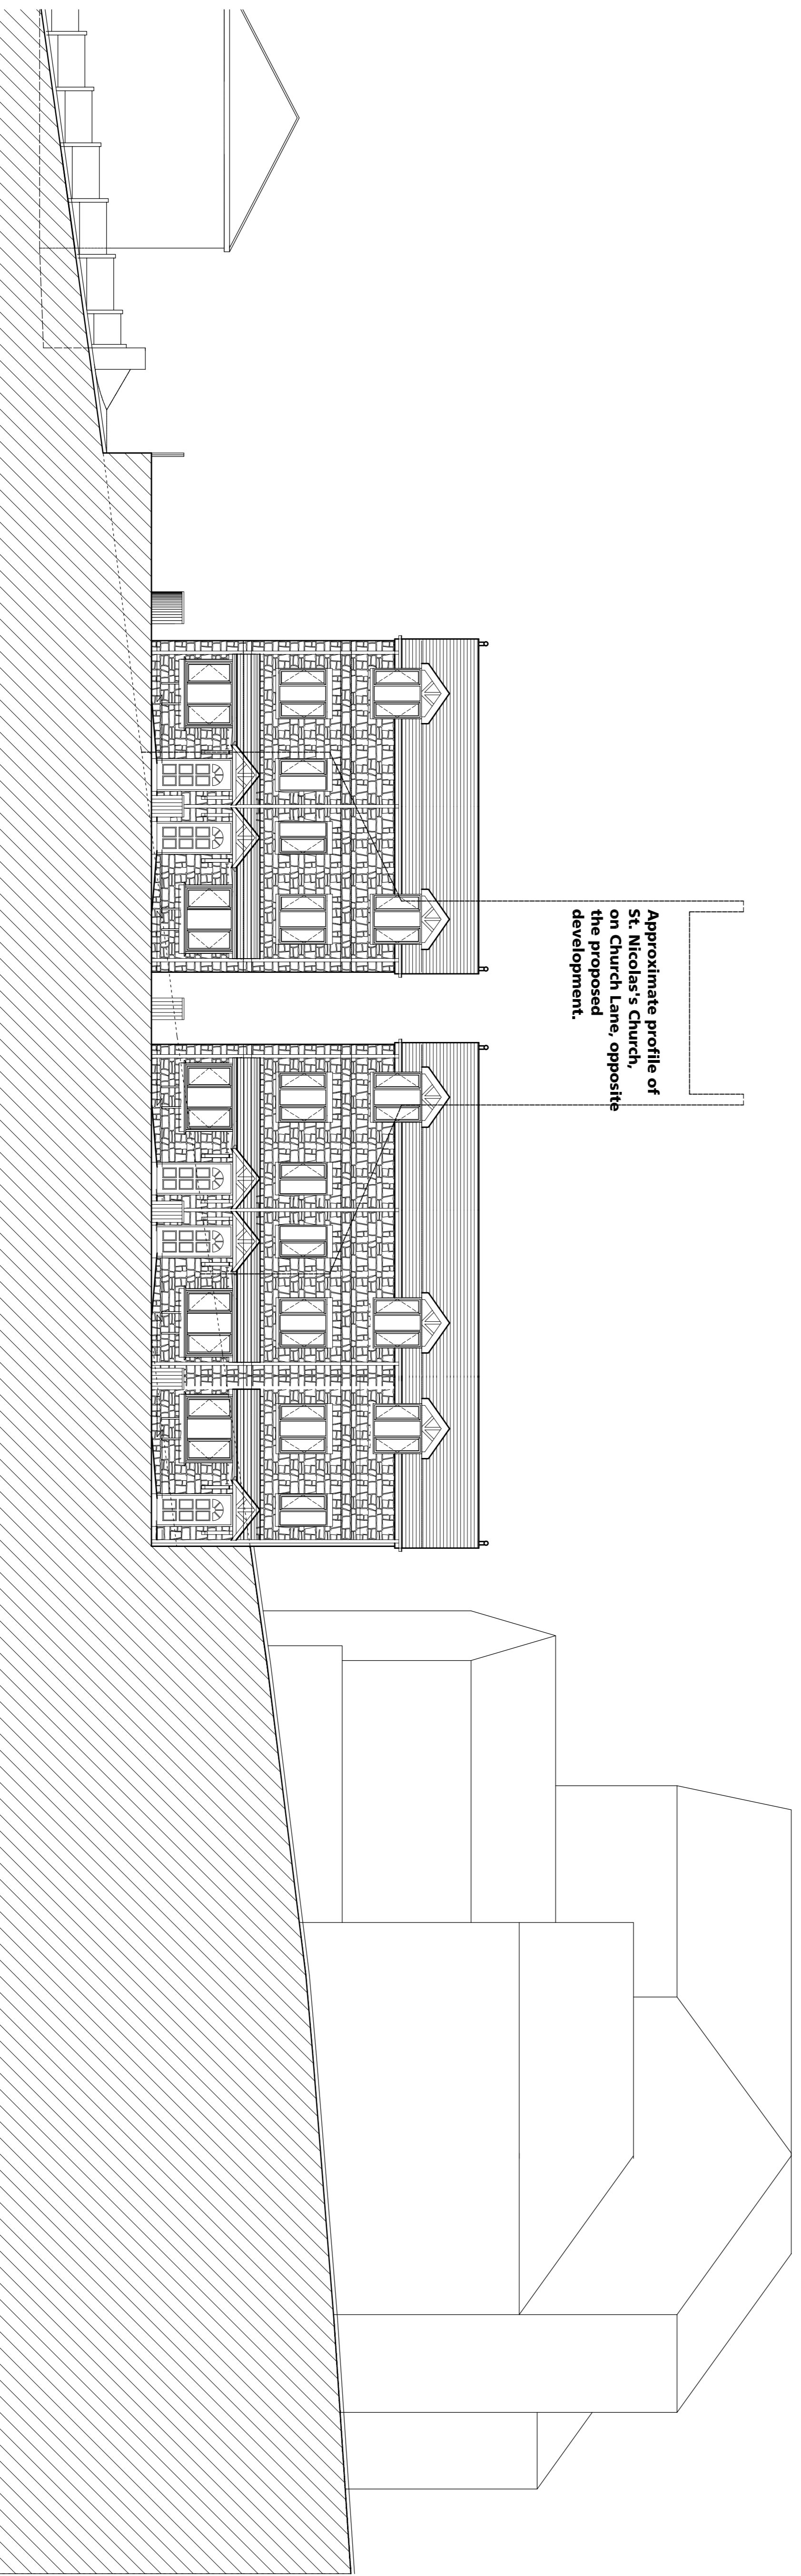 Approximate profile of
St. Nicolas's Church,
on Church Lane, opposite
the proposed
development.